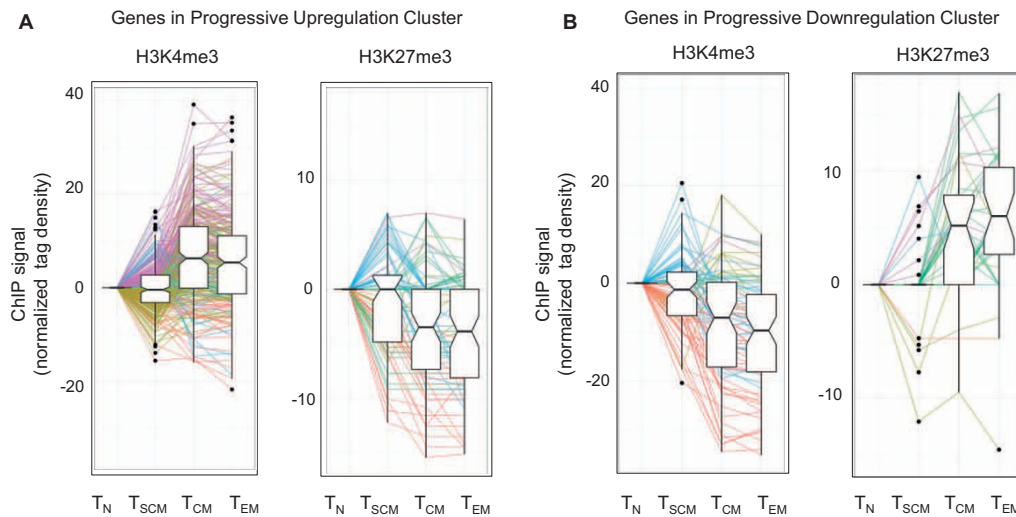 A
Genes in Progressive Upregulation Cluster
H3K4me3
H3K27me3
ChIP signal
(normalized tag density)
40
20
0
-20
10
0
-10
T_N T_SCM T_CM T_EM
T_N T_SCM T_CM T_EM
B
Genes in Progressive Downregulation Cluster
H3K4me3
H3K27me3
ChIP signal
(normalized tag density)
40
20
0
-20
10
0
-10
T_N T_SCM T_CM T_EM
T_N T_SCM T_CM T_EM